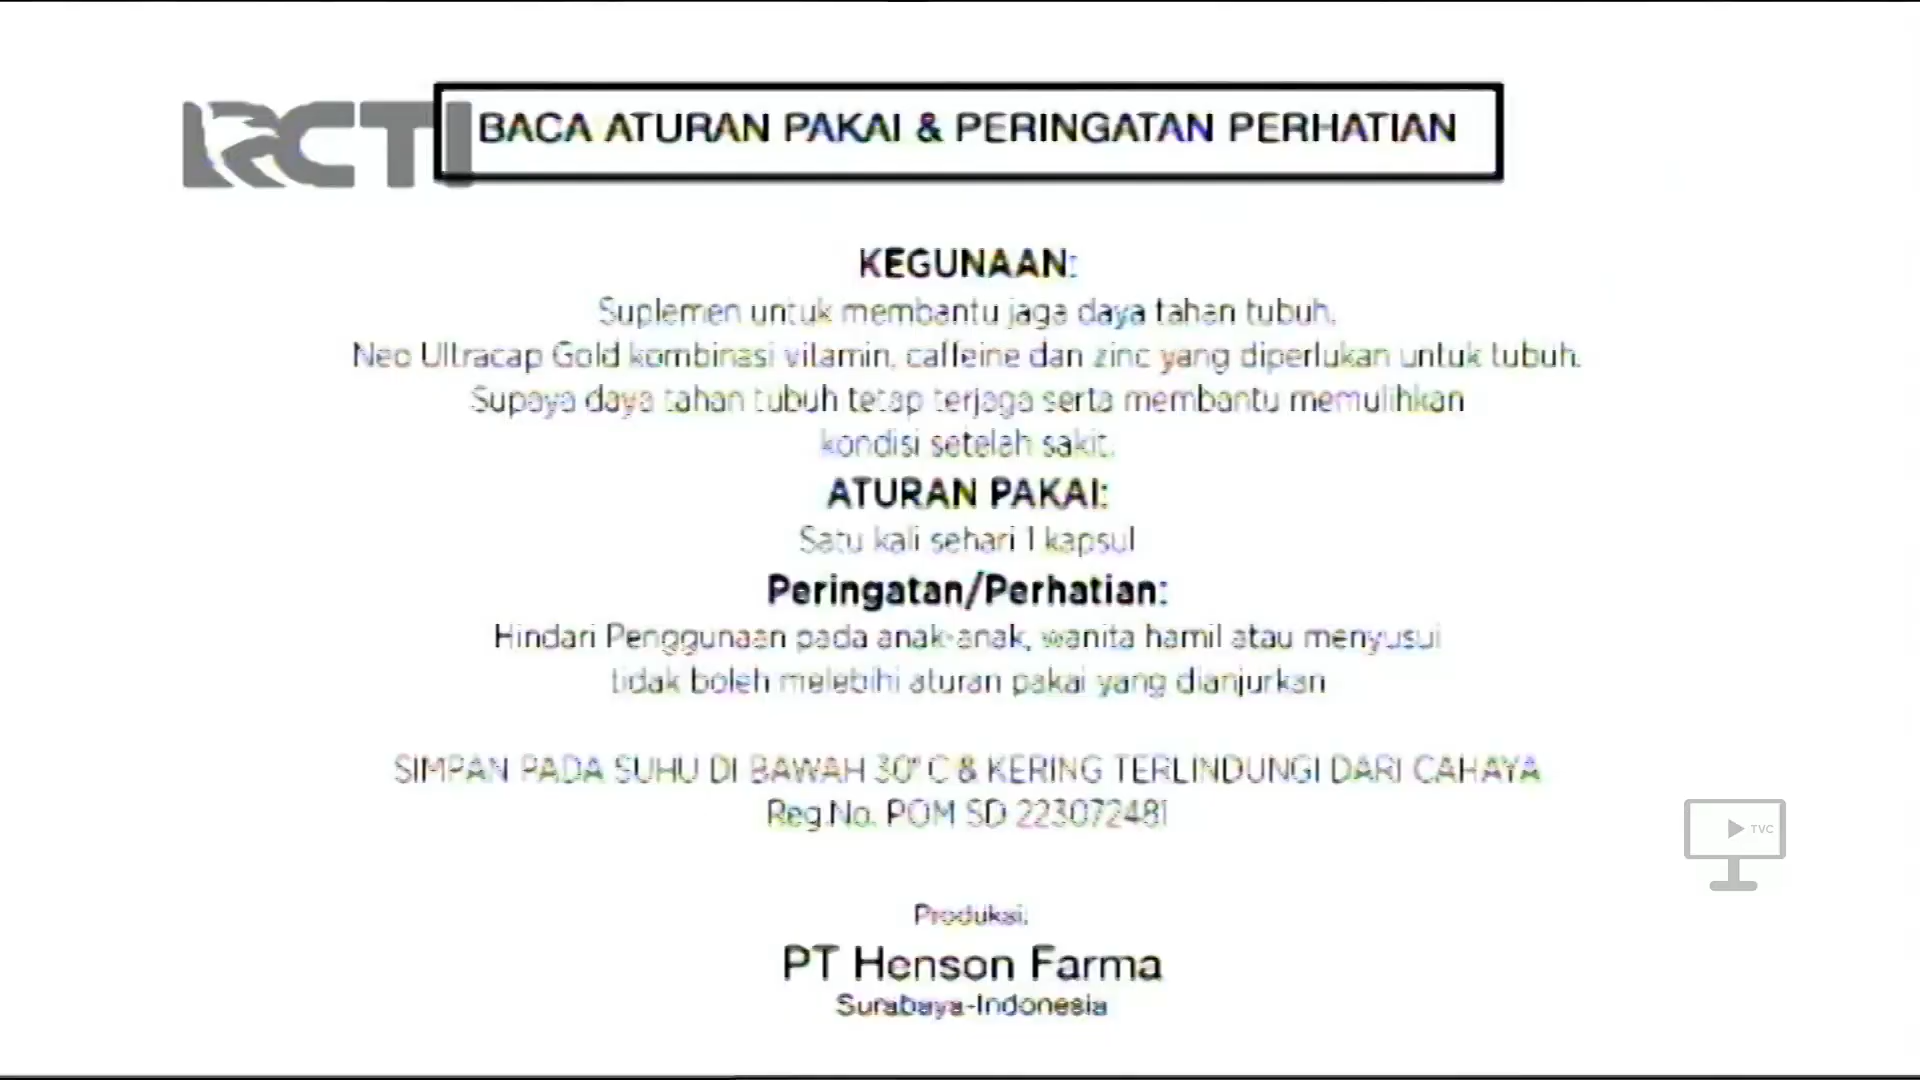 RCTI
BACA ATURAN PAKAI & PERINGATAN PERHATIAN
KEGUNAAN:
Suplemen untuk membantu jaga daya tahan tubuh.
Neo Ultracap Gold kombinasi vitamin, caffeine dan zinc yang diperlukan untuk tubuh.
Supaya daya tahan tubuh tetap terjaga serta membantu memulihkan
kondisi setelah sakit.
ATURAN PAKAI:
Satu kali sehari 1 kapsul
Peringatan/Perhatian:
Hindari Penggunaan pada anak-anak, wanita hamil atau menyusui
tidak boleh melebihi aturan pakai yang dianjurkan
SIMPAN PADA SUHU DI BAWAH 30° C & KERING TERLINDUNGI DARI CAHAYA
Reg.No. POM SD 223072481
TVC
Produksi:
PT Henson Farma
Surabaya-Indonesia